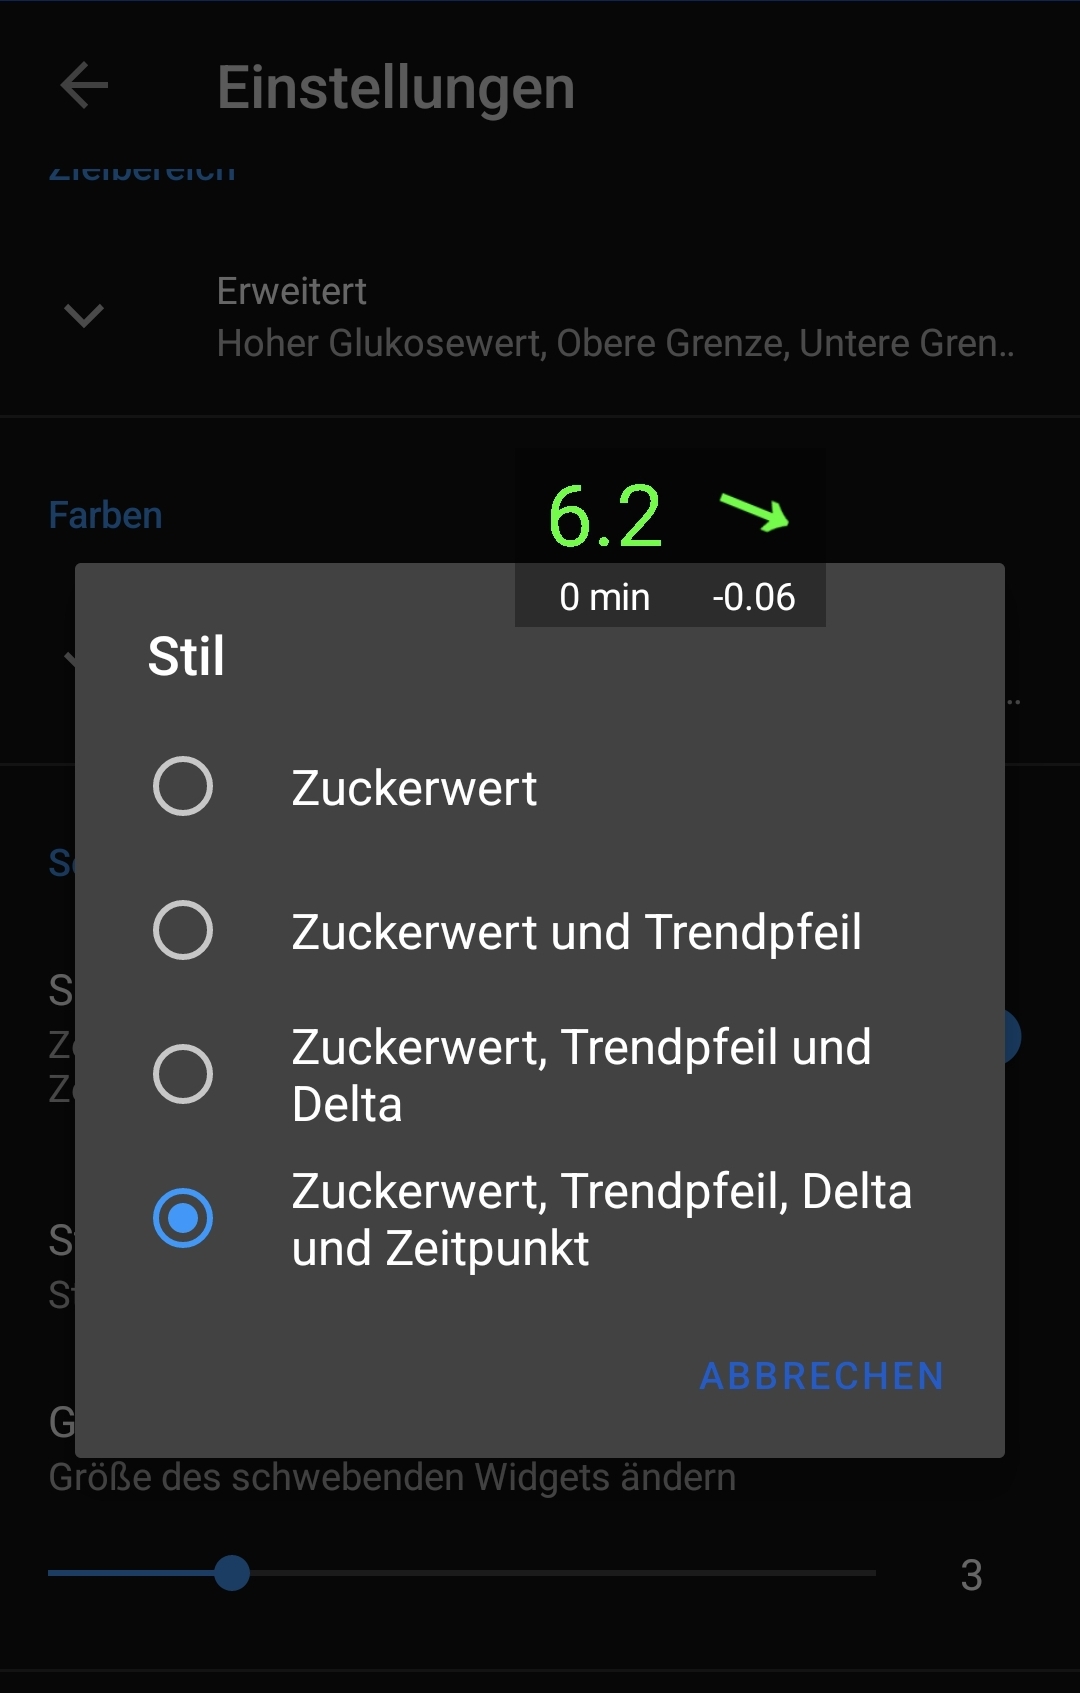 Einstellungen
Zielbereich
Erweitert
Hoher Glukosewert, Obere Grenze, Untere Gren..
Farben
6.2
0 min -0.06
Stil
Zuckerwert
Zuckerwert und Trendpfeil
Zuckerwert, Trendpfeil und
Delta
Zuckerwert, Trendpfeil, Delta
und Zeitpunkt
ABBRECHEN
Größe des schwebenden Widgets ändern
3